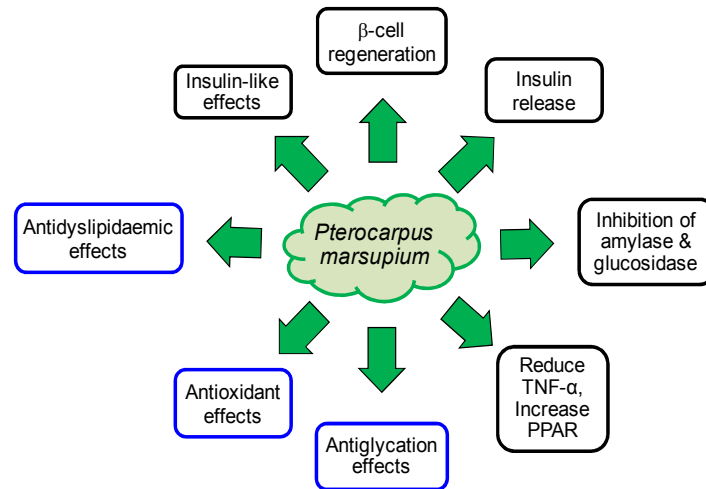 β-cell
regeneration
Insulin-like
effects
Insulin
release
Antidyslipidaemic
effects
Pterocarpus
marsupium
Inhibition of
amylase &
glucosidase
Antioxidant
effects
Antiglycation
effects
Reduce
TNF-α,
Increase
PPAR